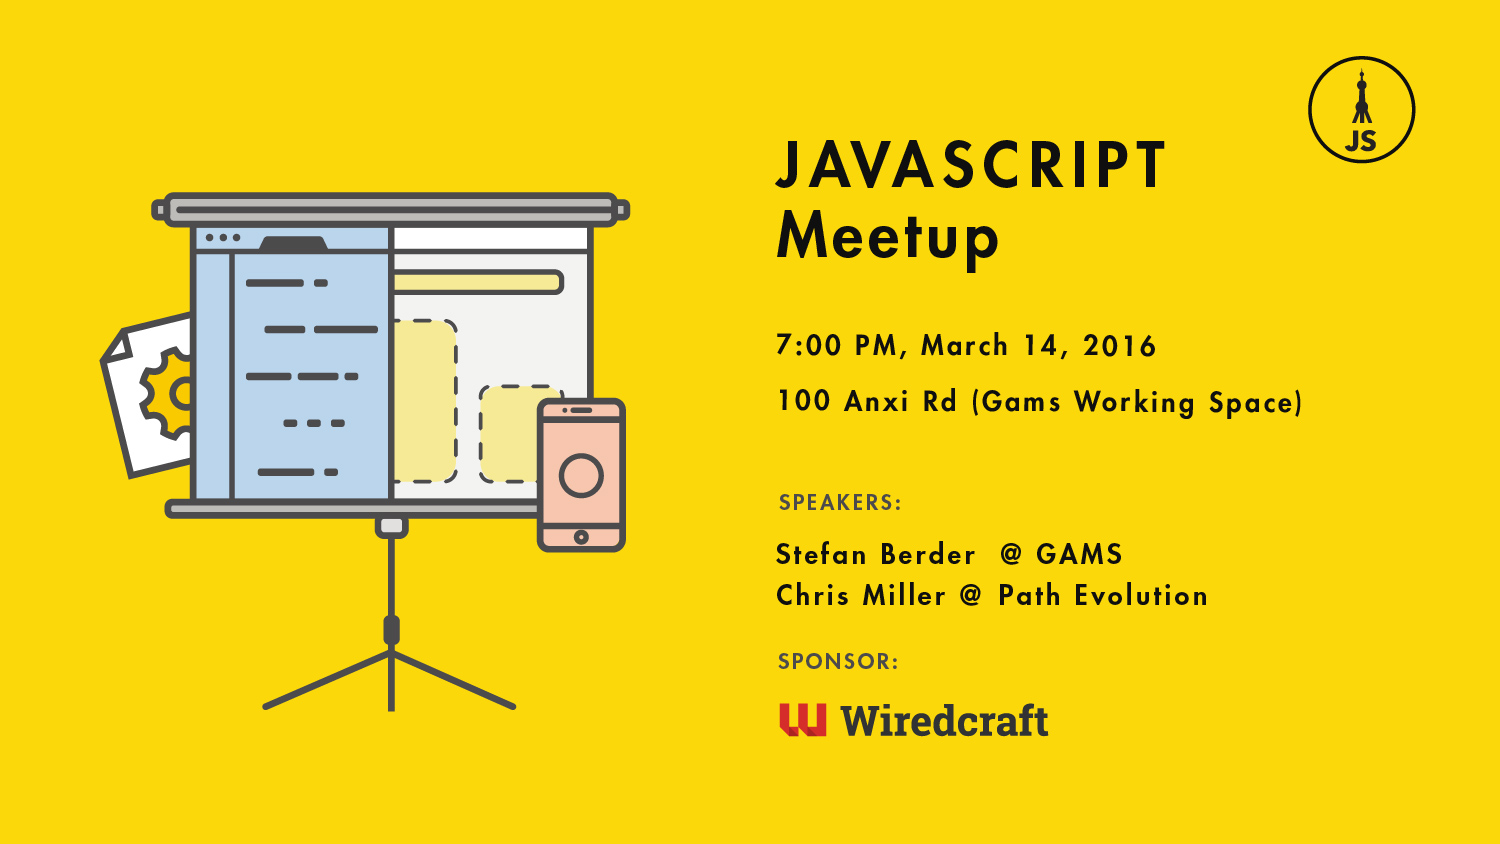 JS
JAVASCRIPT
Meetup
7:00 PM, March 14, 2016
100 Anxi Rd (Gams Working Space)
SPEAKERS:
Stefan Berder @ GAMS
Chris Miller @ Path Evolution
SPONSOR:
Wiredcraft